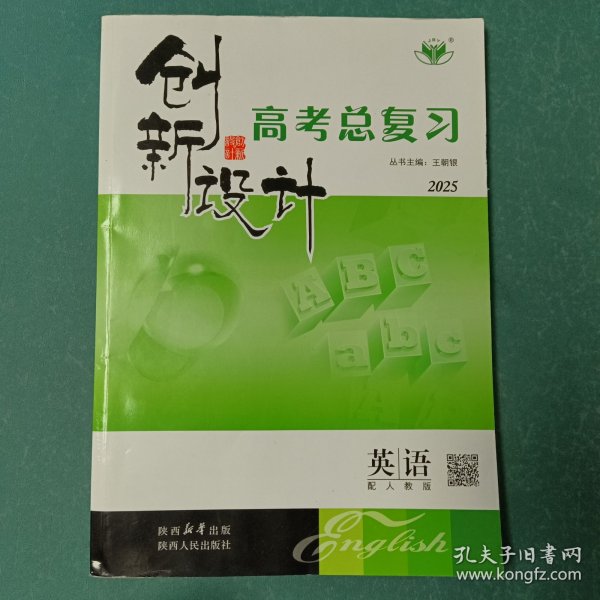 创新设计
高考总复习
丛书主编：王朝银
2025
ABC
abc
英语
配人教版
陕西新华出版
陕西人民出版社
English
孔夫子旧书网
www.kongfz.com